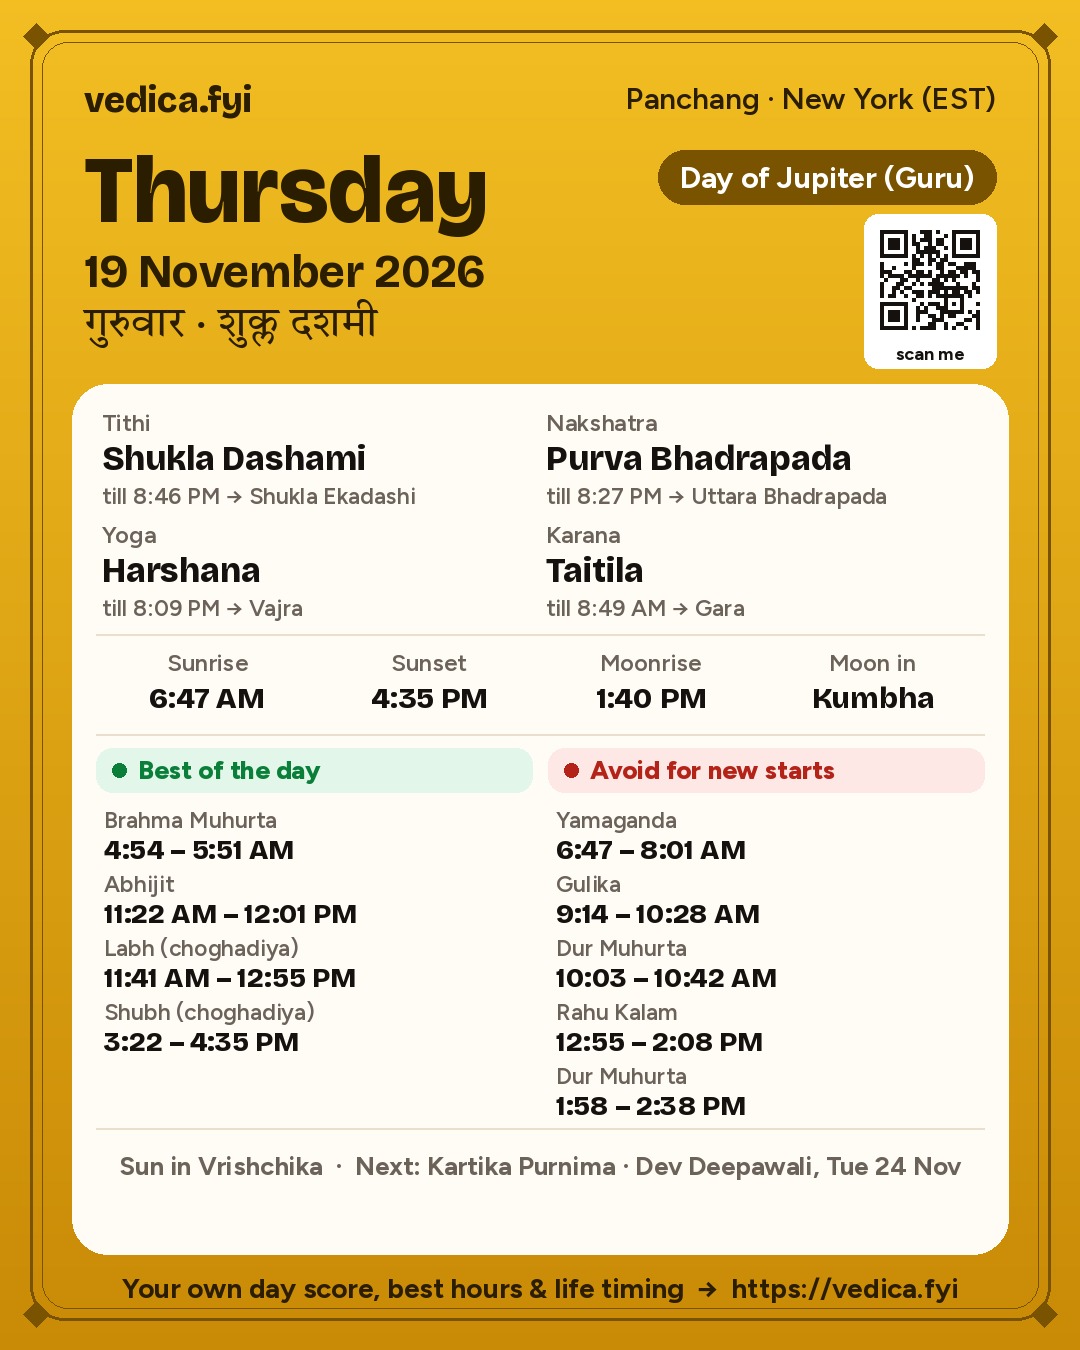 vedica.fyi
Panchang · New York (EST)
Thursday
Day of Jupiter (Guru)
19 November 2026
गुरुवार · शुक्ल दशमी
scan me
Tithi
Shukla Dashami
till 8:46 PM → Shukla Ekadashi
Nakshatra
Purva Bhadrapada
till 8:27 PM → Uttara Bhadrapada
Yoga
Harshana
till 8:09 PM → Vajra
Karana
Taitila
till 8:49 AM → Gara
Sunrise
6:47 AM
Sunset
4:35 PM
Moonrise
1:40 PM
Moon in
Kumbha
Best of the day
Brahma Muhurta
4:54 – 5:51 AM
Abhijit
11:22 AM – 12:01 PM
Labh (choghadiya)
11:41 AM – 12:55 PM
Shubh (choghadiya)
3:22 – 4:35 PM
Avoid for new starts
Yamaganda
6:47 – 8:01 AM
Gulika
9:14 – 10:28 AM
Dur Muhurta
10:03 – 10:42 AM
Rahu Kalam
12:55 – 2:08 PM
Dur Muhurta
1:58 – 2:38 PM
Sun in Vrishchika · Next: Kartika Purnima · Dev Deepawali, Tue 24 Nov
Your own day score, best hours & life timing → https://vedica.fyi